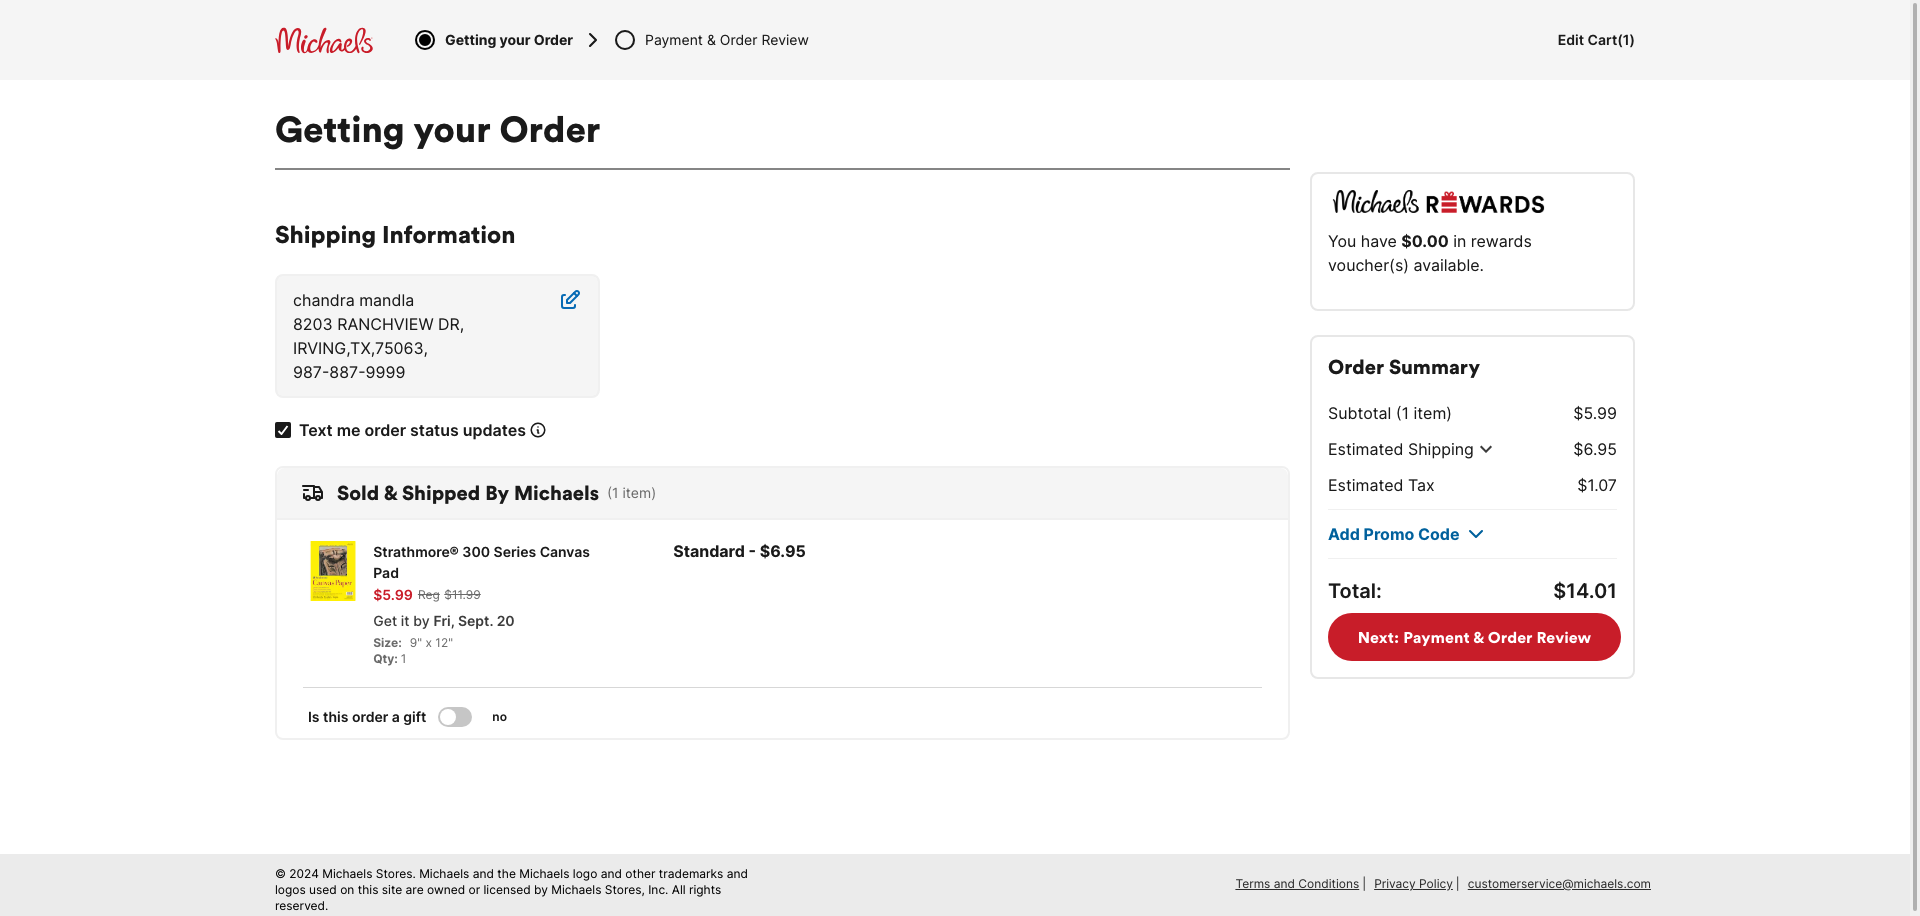 Michaels
Getting your Order
Payment & Order Review
Edit Cart(1)
Getting your Order
Shipping Information
chandra mandla
8203 RANCHVIEW DR,
IRVING,TX,75063,
987-887-9999
Text me order status updates
Sold & Shipped By Michaels (1 item)
Canvas Paper
Strathmore® 300 Series Canvas
Pad
$5.99 Reg $11.99
Get it by Fri, Sept. 20
Size: 9" x 12"
Qty: 1
Standard - $6.95
Is this order a gift no
Michaels REWARDS
You have $0.00 in rewards
voucher(s) available.
Order Summary
Subtotal (1 item) $5.99
Estimated Shipping $6.95
Estimated Tax $1.07
Add Promo Code
Total: $14.01
Next: Payment & Order Review
© 2024 Michaels Stores. Michaels and the Michaels logo and other trademarks and
logos used on this site are owned or licensed by Michaels Stores, Inc. All rights
reserved.
Terms and Conditions | Privacy Policy | customerservice@michaels.com